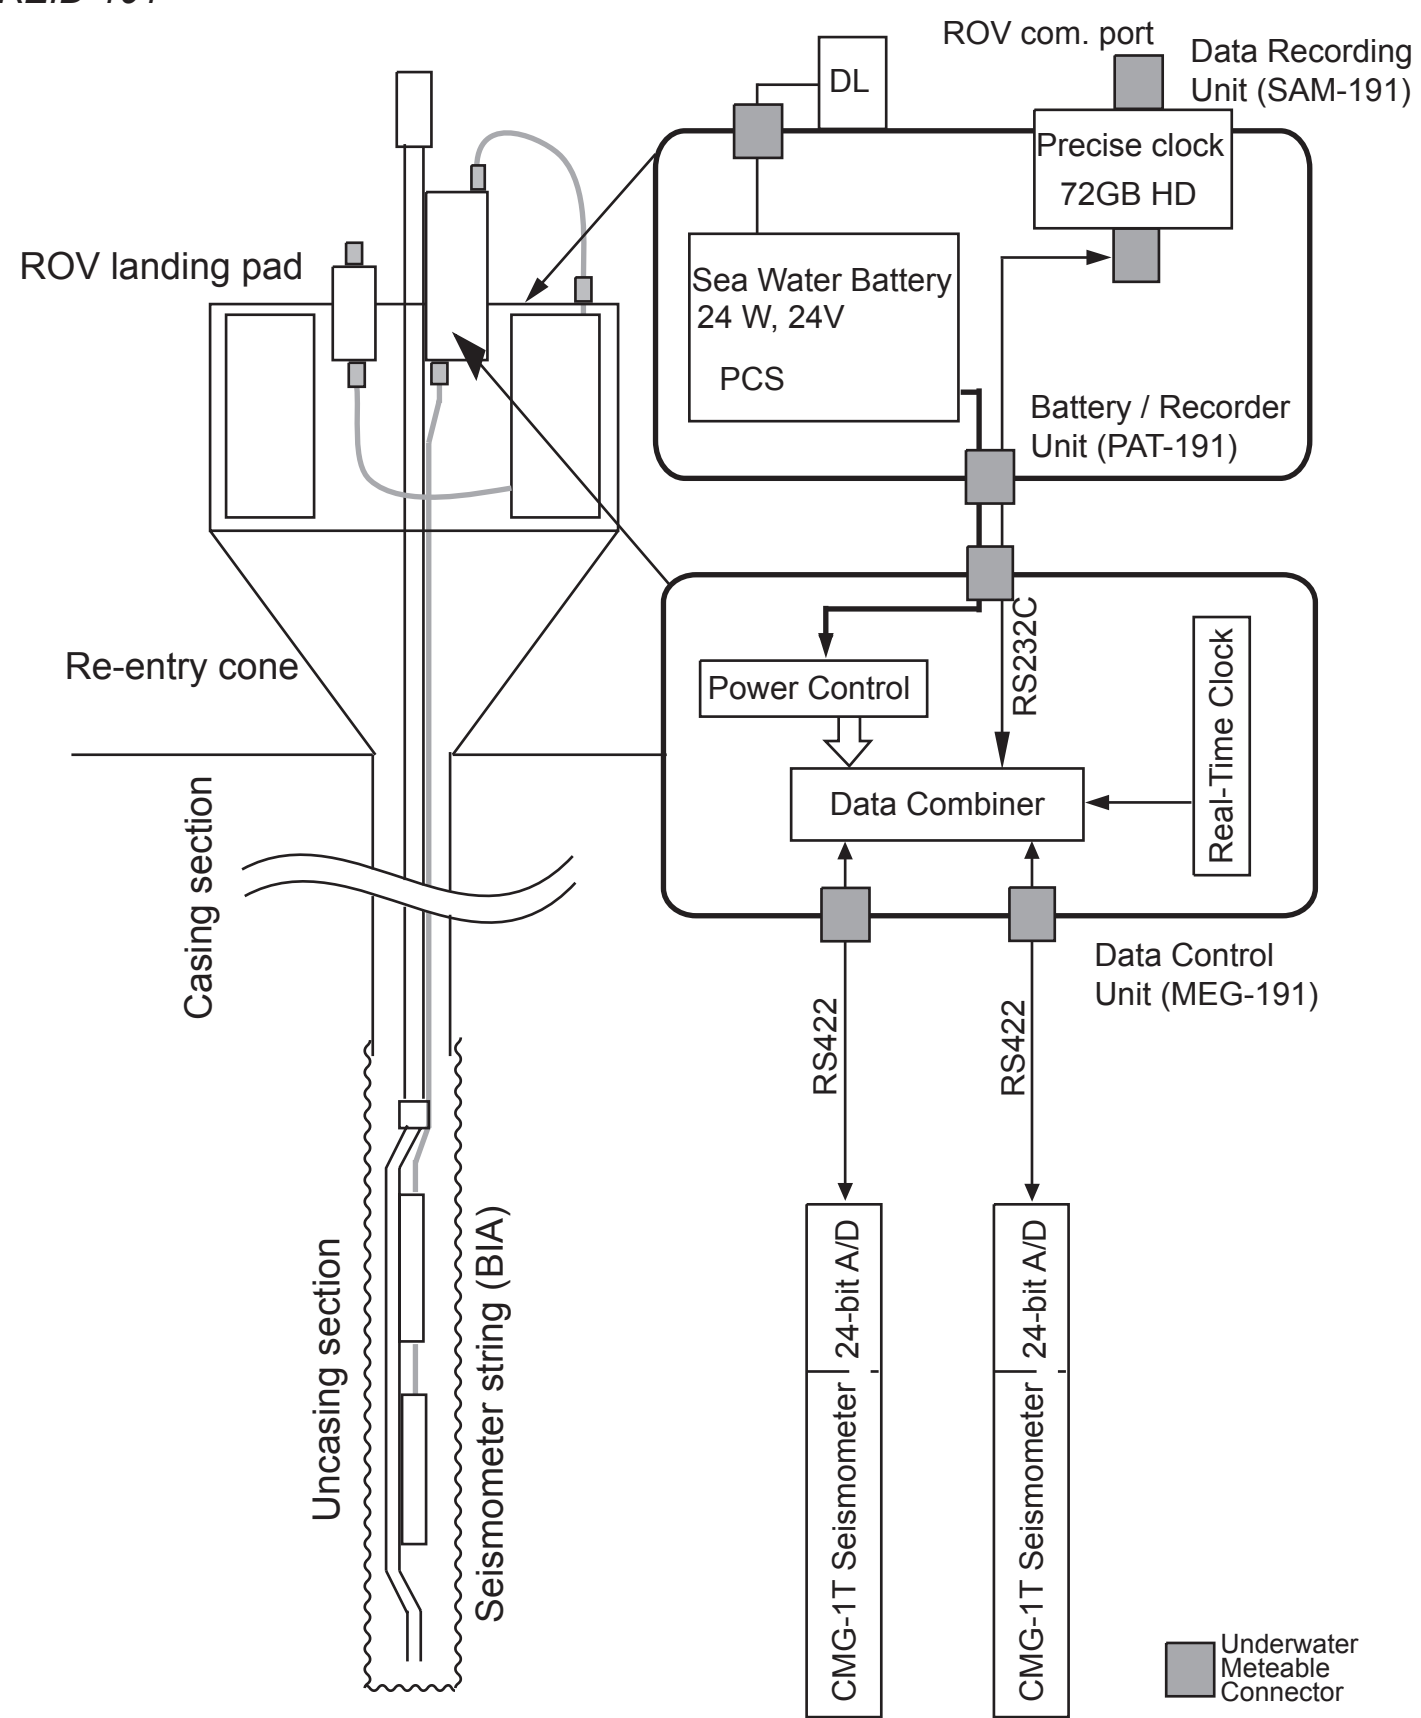 ROV com. port
Data Recording
Unit (SAM-191)
DL
Precise clock
72GB HD
ROV landing pad
Sea Water Battery
24 W, 24V
PCS
Battery / Recorder
Unit (PAT-191)
RS232C
Re-entry cone
Power Control
Real-Time Clock
Data Combiner
Casing section
Data Control
Unit (MEG-191)
RS422
RS422
Uncasing section
Seismometer string (BIA)
24-bit A/D
24-bit A/D
CMG-1T Seismometer
CMG-1T Seismometer
Underwater
Meteable
Connector